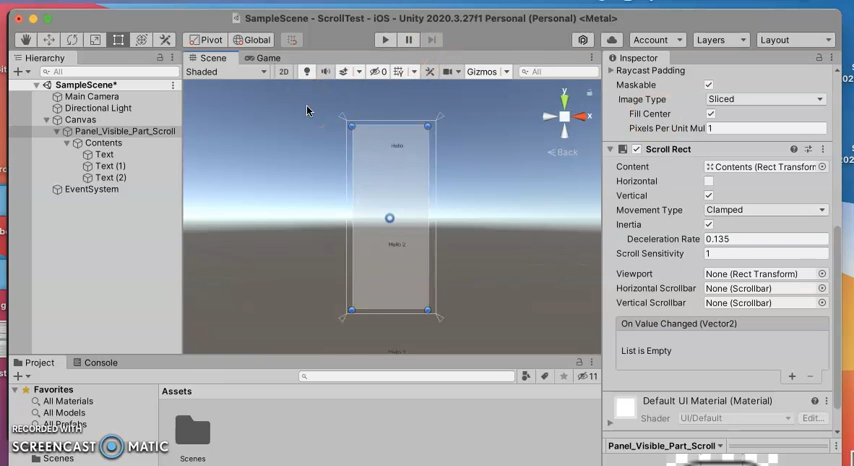 SampleScene - ScrollTest - iOS - Unity 2020.3.27f1 Personal (Personal) <Metal>
Pivot Global Account Layers Layout
Hierarchy
All
SampleScene*
Main Camera
Directional Light
Canvas
Panel_Visible_Part_Scroll
Contents
Text
Text (1)
Text (2)
EventSystem
Scene Game
Shaded 2D 0 Gizmos All
y
x
Back
Hello
Hello 2
Inspector
Raycast Padding
Maskable
Image Type Sliced
Fill Center
Pixels Per Unit Mul 1
Scroll Rect
Content Contents (Rect Transform
Horizontal
Vertical
Movement Type Clamped
Inertia
Deceleration Rate 0.135
Scroll Sensitivity 1
Viewport None (Rect Transform)
Horizontal Scrollbar None (Scrollbar)
Vertical Scrollbar None (Scrollbar)
On Value Changed (Vector2)
List is Empty
+ -
Default UI Material (Material)
Shader UI/Default Edit...
Panel_Visible_Part_Scroll
Project Console
11
Favorites
All Materials
All Models
All Prefabs
Scenes
Assets
Scenes
RECORDED WITH
SCREENCAST MATIC